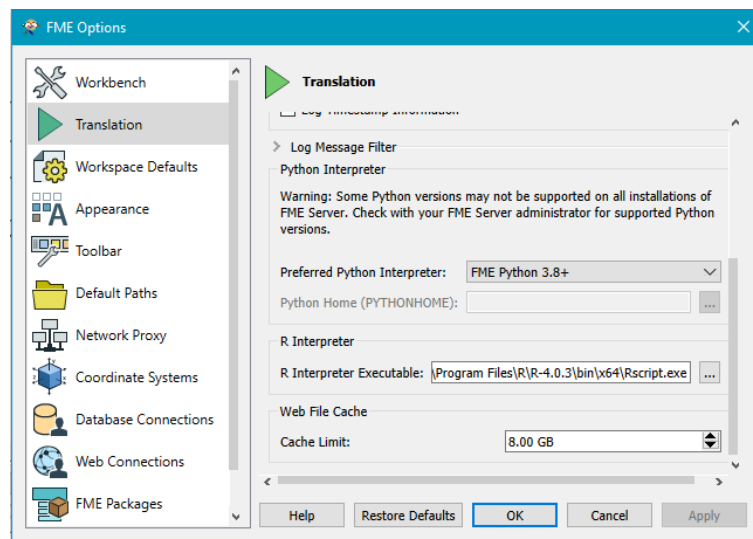 FME Options
Workbench
Translation
Workspace Defaults
Appearance
Toolbar
Default Paths
Network Proxy
Coordinate Systems
Database Connections
Web Connections
FME Packages
Translation
Log Timestamp Information
Log Message Filter
Python Interpreter
Warning: Some Python versions may not be supported on all installations of
FME Server. Check with your FME Server administrator for supported Python
versions.
Preferred Python Interpreter: FME Python 3.8+
Python Home (PYTHONHOME): ...
R Interpreter
R Interpreter Executable: \Program Files\R\R-4.0.3\bin\x64\Rscript.exe ...
Web File Cache
Cache Limit: 8.00 GB
Help Restore Defaults OK Cancel Apply